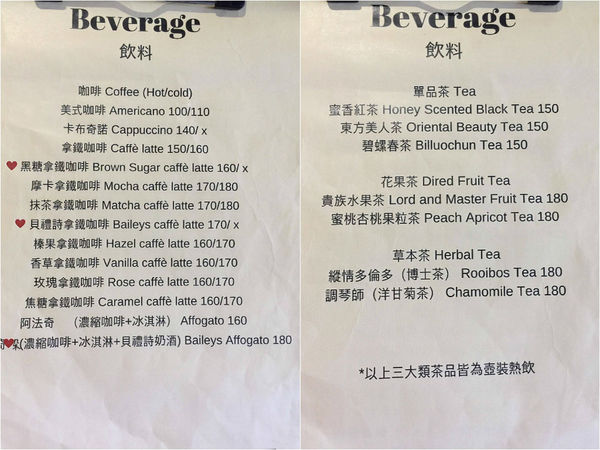 Beverage
飲料
咖啡 Coffee (Hot/cold)
美式咖啡 Americano 100/110
卡布奇諾 Cappuccino 140/ x
拿鐵咖啡 Caffè latte 150/160
黑糖拿鐵咖啡 Brown Sugar caffè latte 160/ x
摩卡拿鐵咖啡 Mocha caffè latte 170/180
抹茶拿鐵咖啡 Matcha caffè latte 170/180
貝禮詩拿鐵咖啡 Baileys caffè latte 170/ x
榛果拿鐵咖啡 Hazel caffè latte 160/170
香草拿鐵咖啡 Vanilla caffè latte 160/170
玫瑰拿鐵咖啡 Rose caffè latte 160/170
焦糖拿鐵咖啡 Caramel caffè latte 160/170
阿法奇 （濃縮咖啡+冰淇淋） Affogato 160
(濃縮咖啡+冰淇淋+貝禮詩奶酒) Baileys Affogato 180
Beverage
飲料
單品茶 Tea
蜜香紅茶 Honey Scented Black Tea 150
東方美人茶 Oriental Beauty Tea 150
碧螺春茶 Billuochun Tea 150
花果茶 Dired Fruit Tea
貴族水果茶 Lord and Master Fruit Tea 180
蜜桃杏桃果粒茶 Peach Apricot Tea 180
草本茶 Herbal Tea
縱情多倫多（博士茶） Rooibos Tea 180
調琴師（洋甘菊茶） Chamomile Tea 180
*以上三大類茶品皆為壺裝熱飲